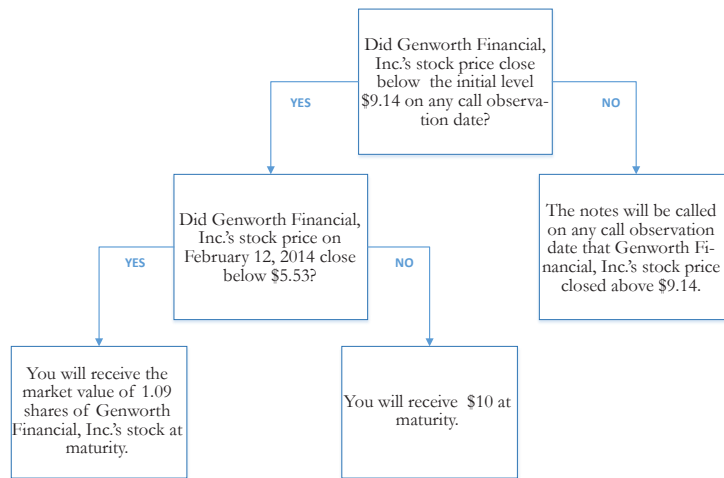 Did Genworth Financial,
Inc.'s stock price close
below the initial level
$9.14 on any call observa-
tion date?
YES
NO
Did Genworth Financial,
Inc.'s stock price on
February 12, 2014 close
below $5.53?
The notes will be called
on any call observation
date that Genworth Fi-
nancial, Inc.'s stock price
closed above $9.14.
YES
NO
You will receive the
market value of 1.09
shares of Genworth
Financial, Inc.'s stock at
maturity.
You will receive $10 at
maturity.